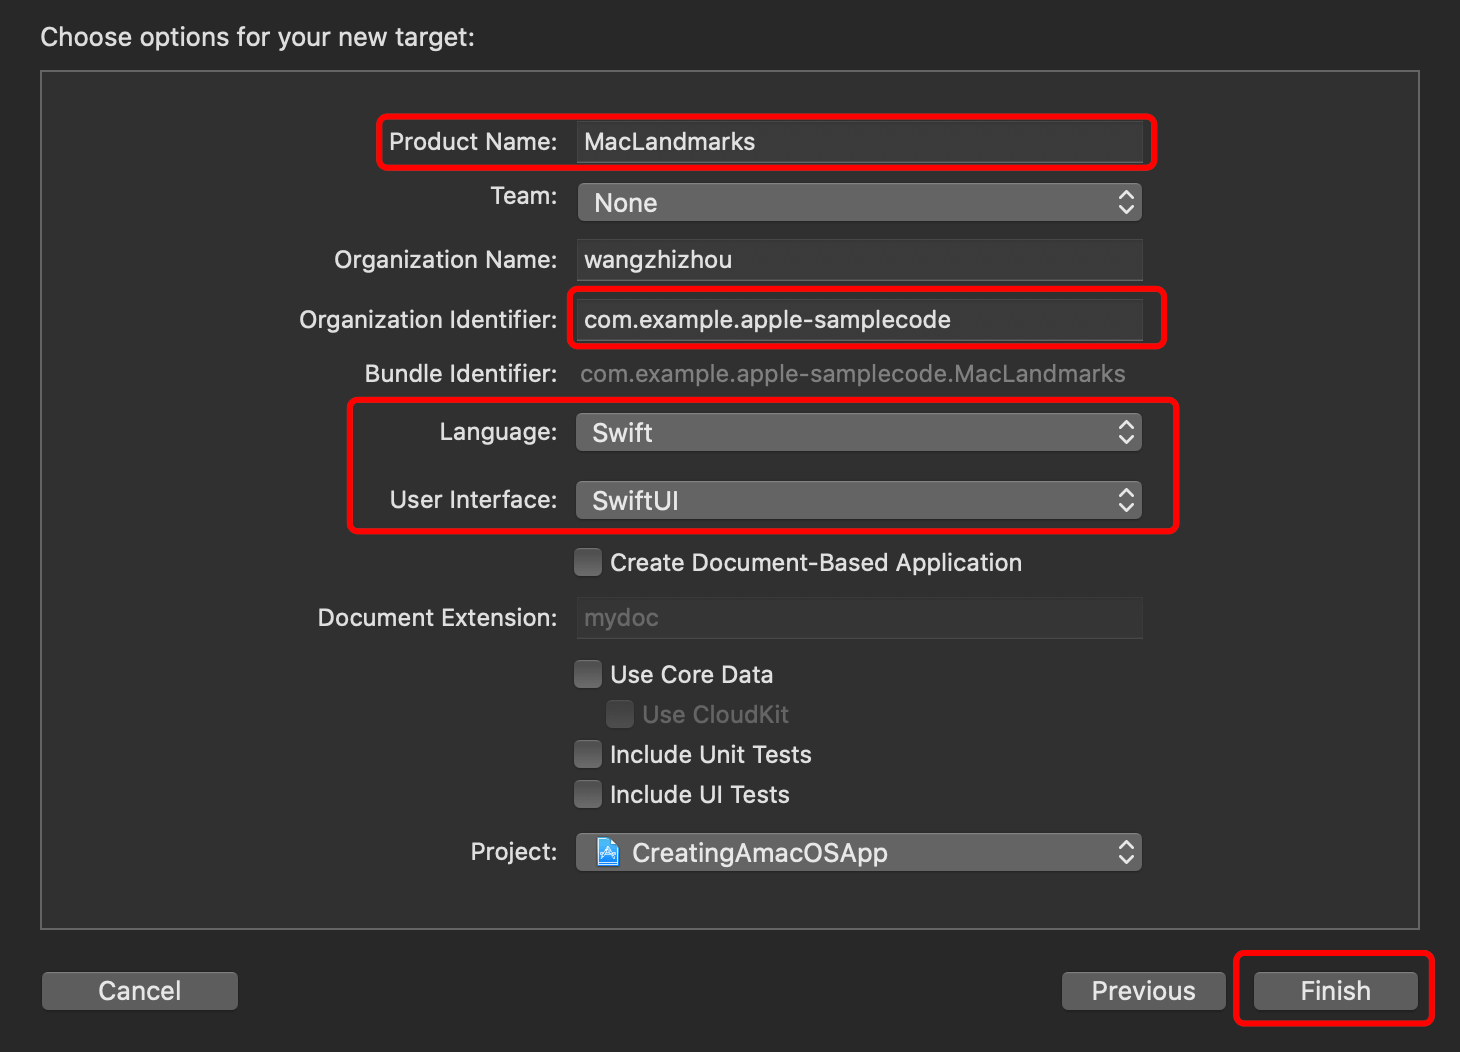 Choose options for your new target:
Product Name: MacLandmarks
Team: None
Organization Name: wangzhizhou
Organization Identifier: com.example.apple-samplecode
Bundle Identifier: com.example.apple-samplecode.MacLandmarks
Language: Swift
User Interface: SwiftUI
Create Document-Based Application
Document Extension: mydoc
Use Core Data
Use CloudKit
Include Unit Tests
Include UI Tests
Project: CreatingAmacOSApp
Cancel Previous Finish